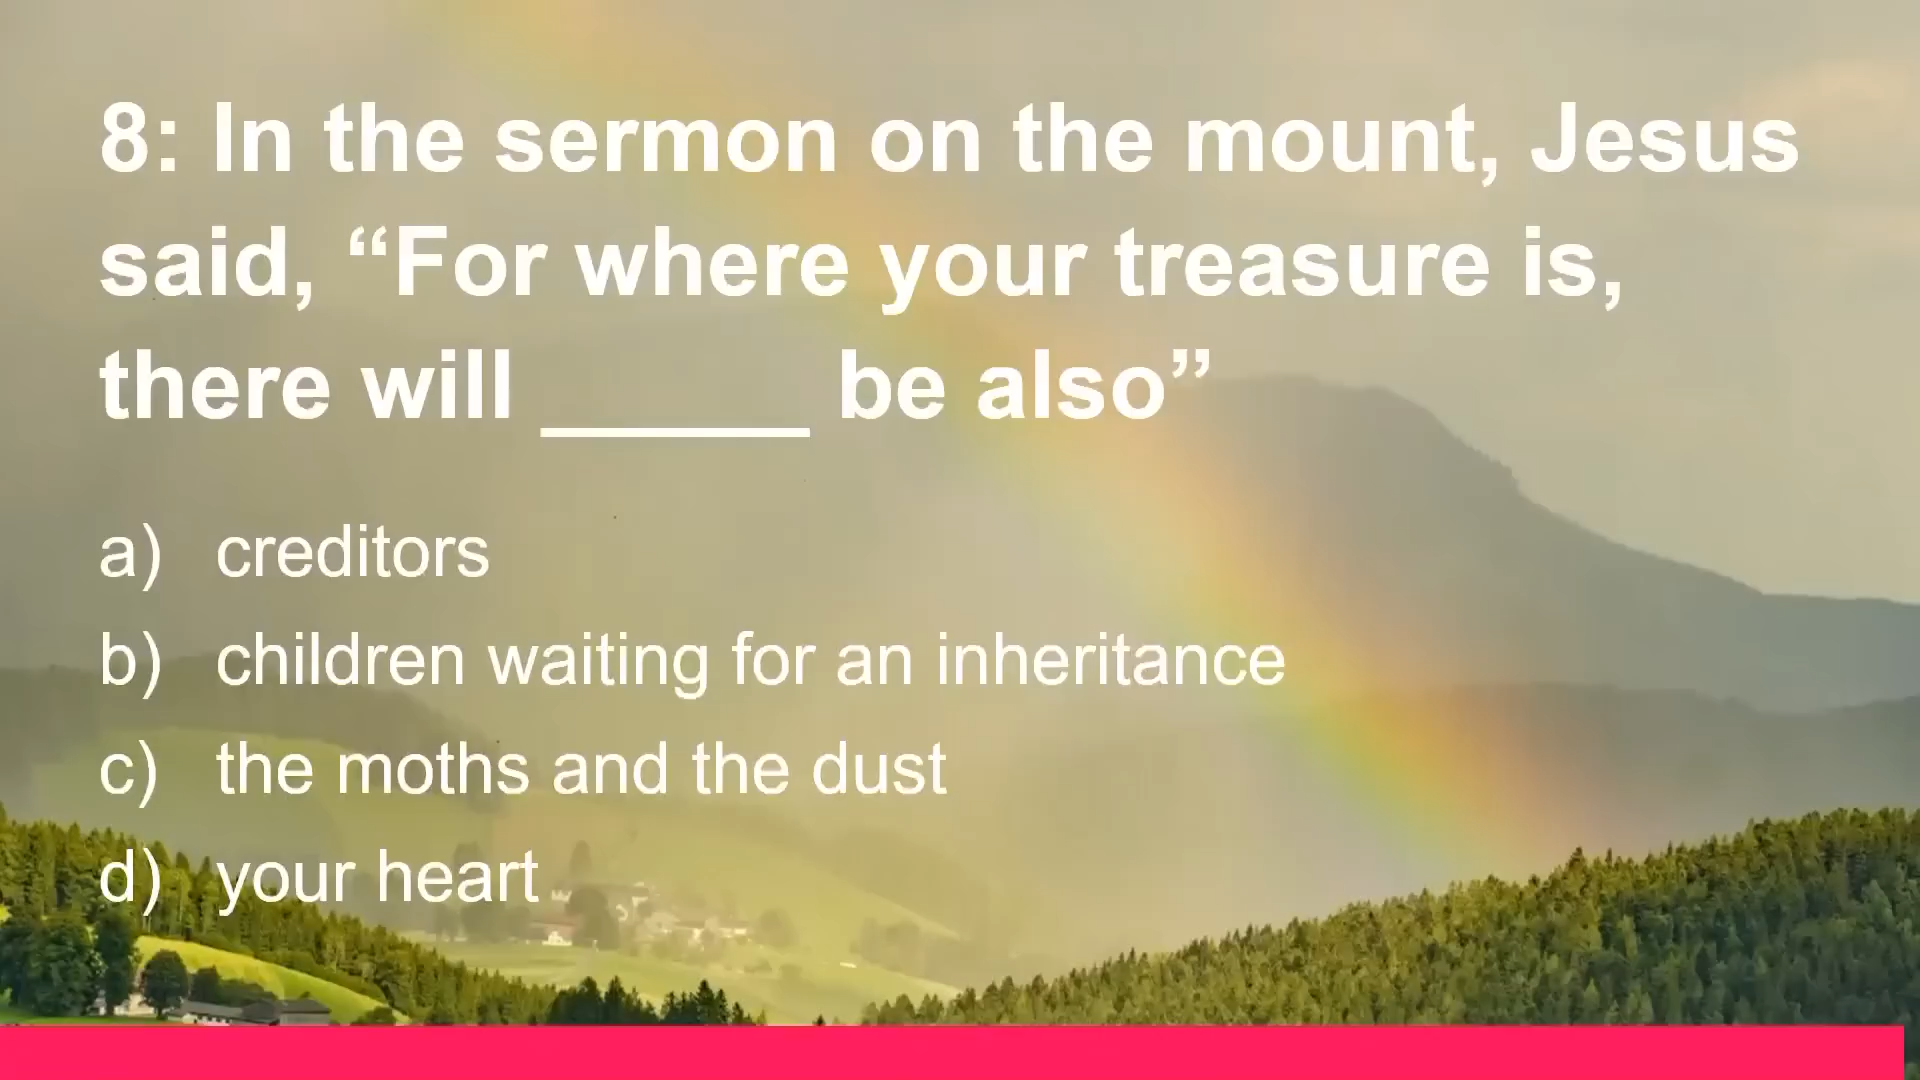 8: In the sermon on the mount, Jesus
said, “For where your treasure is,
there will _____ be also”
a) creditors
b) children waiting for an inheritance
c) the moths and the dust
d) your heart